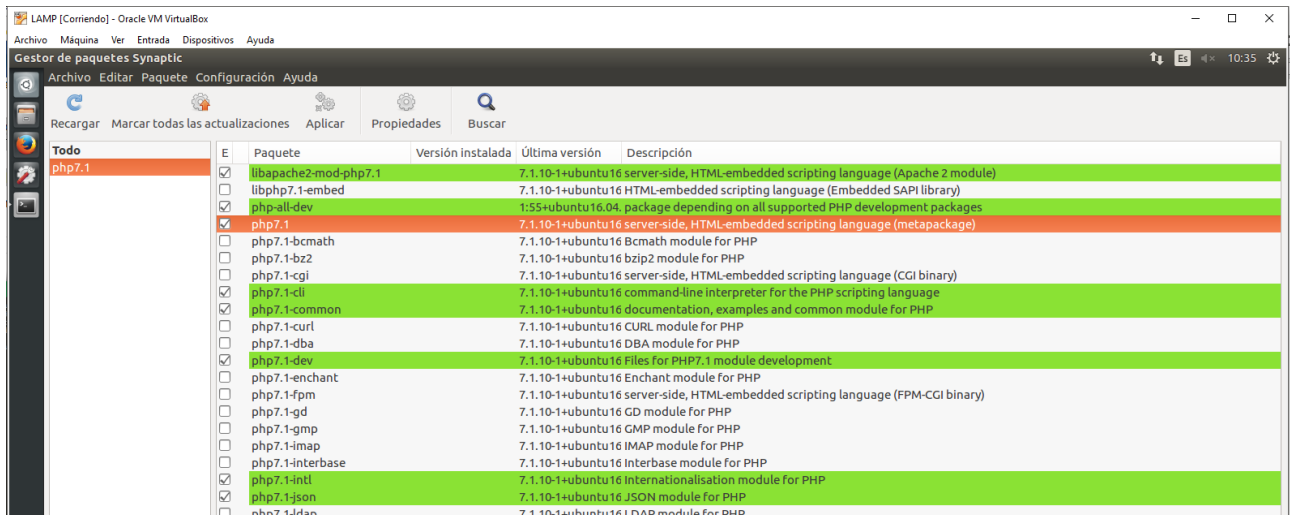 LAMP [Corriendo] - Oracle VM VirtualBox
Archivo Máquina Ver Entrada Dispositivos Ayuda
Gestor de paquetes Synaptic Es 10:35
Archivo Editar Paquete Configuración Ayuda
Recargar Marcar todas las actualizaciones Aplicar Propiedades Buscar
Todo
php7.1
E Paquete Versión instalada Última versión Descripción
libapache2-mod-php7.1 7.1.10-1+ubuntu16 server-side, HTML-embedded scripting language (Apache 2 module)
libphp7.1-embed 7.1.10-1+ubuntu16 HTML-embedded scripting language (Embedded SAPI library)
php-all-dev 1:55+ubuntu16.04. package depending on all supported PHP development packages
php7.1 7.1.10-1+ubuntu16 server-side, HTML-embedded scripting language (metapackage)
php7.1-bcmath 7.1.10-1+ubuntu16 Bcmath module for PHP
php7.1-bz2 7.1.10-1+ubuntu16 bzip2 module for PHP
php7.1-cgi 7.1.10-1+ubuntu16 server-side, HTML-embedded scripting language (CGI binary)
php7.1-cli 7.1.10-1+ubuntu16 command-line interpreter for the PHP scripting language
php7.1-common 7.1.10-1+ubuntu16 documentation, examples and common module for PHP
php7.1-curl 7.1.10-1+ubuntu16 CURL module for PHP
php7.1-dba 7.1.10-1+ubuntu16 DBA module for PHP
php7.1-dev 7.1.10-1+ubuntu16 Files for PHP7.1 module development
php7.1-enchant 7.1.10-1+ubuntu16 Enchant module for PHP
php7.1-fpm 7.1.10-1+ubuntu16 server-side, HTML-embedded scripting language (FPM-CGI binary)
php7.1-gd 7.1.10-1+ubuntu16 GD module for PHP
php7.1-gmp 7.1.10-1+ubuntu16 GMP module for PHP
php7.1-imap 7.1.10-1+ubuntu16 IMAP module for PHP
php7.1-interbase 7.1.10-1+ubuntu16 Interbase module for PHP
php7.1-intl 7.1.10-1+ubuntu16 Internationalisation module for PHP
php7.1-json 7.1.10-1+ubuntu16 JSON module for PHP
php7.1-ldap 7.1.10-1+ubuntu16 LDAP module for PHP